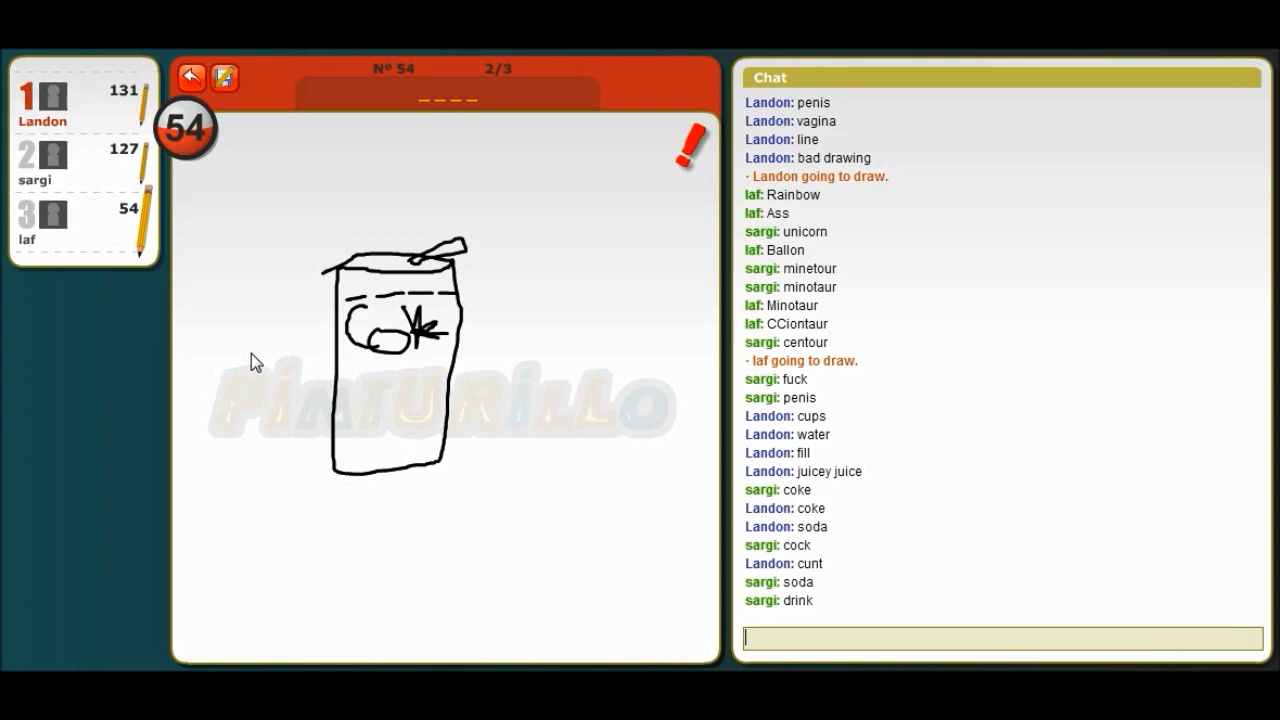 1 131
Landon
2 127
sargi
3 54
laf
54
Nº 54 2/3
_ _ _ _
Coke
PiNTURiLLO
Chat
Landon: penis
Landon: vagina
Landon: line
Landon: bad drawing
· Landon going to draw.
laf: Rainbow
laf: Ass
sargi: unicorn
laf: Ballon
sargi: minetour
sargi: minotaur
laf: Minotaur
laf: CCiontaur
sargi: centour
· laf going to draw.
sargi: fuck
sargi: penis
Landon: cups
Landon: water
Landon: fill
Landon: juicey juice
sargi: coke
Landon: coke
Landon: soda
sargi: cock
Landon: cunt
sargi: soda
sargi: drink